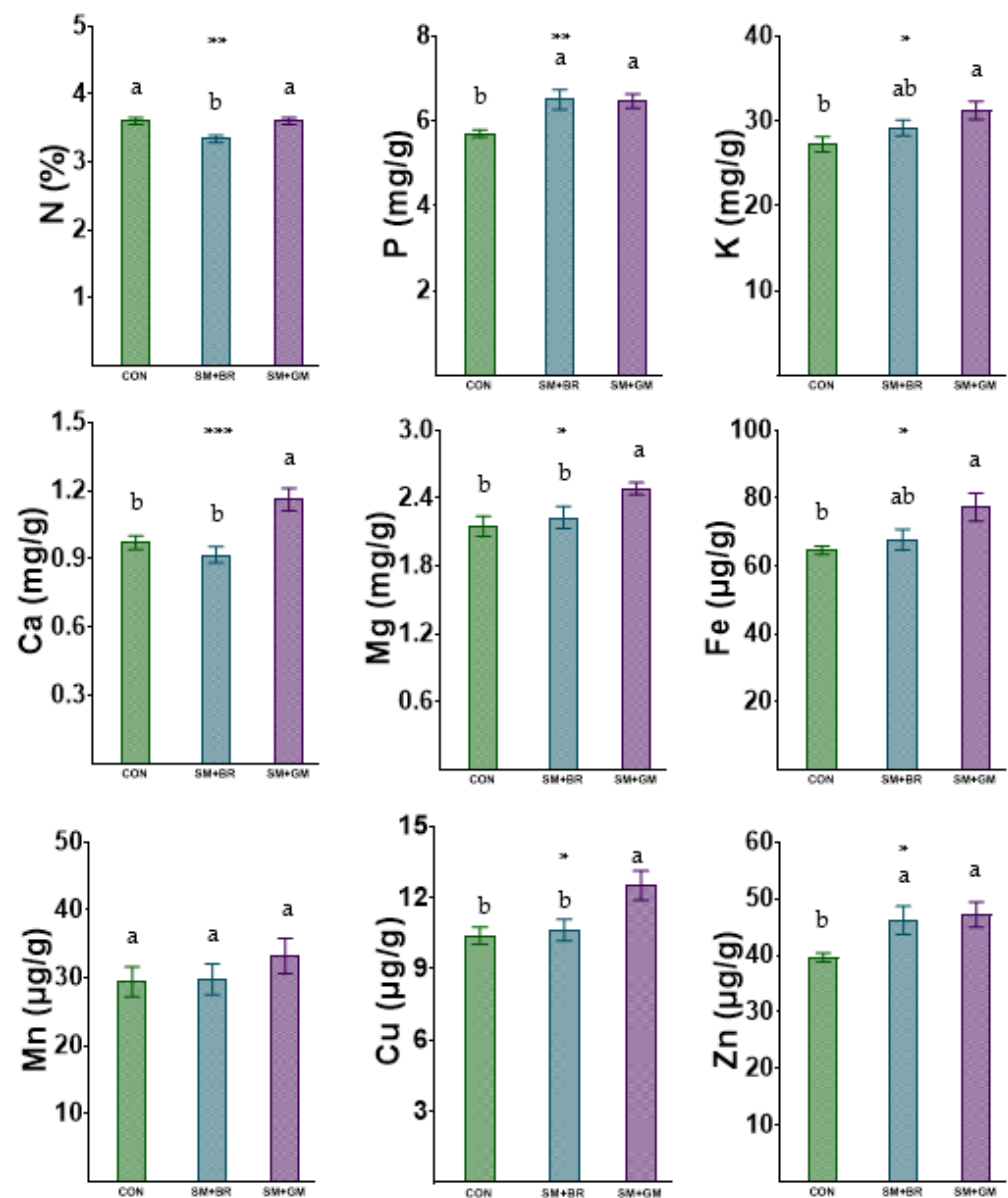 5
4
3
2
1
N (%)
**
a
b
a
CON
SM+BR
SM+GM
8
6
4
2
P (mg/g)
**
b
a
a
CON
SM+BR
SM+GM
40
30
20
10
K (mg/g)
*
b
ab
a
CON
SM+BR
SM+GM
1.5
1.2
0.9
0.6
0.3
Ca (mg/g)
***
b
b
a
CON
SM+BR
SM+GM
3.0
2.4
1.8
1.2
0.6
Mg (mg/g)
*
b
b
a
CON
SM+BR
SM+GM
100
80
60
40
20
Fe (µg/g)
*
b
ab
a
CON
SM+BR
SM+GM
50
40
30
20
10
Mn (µg/g)
a
a
a
CON
SM+BR
SM+GM
15
12
9
6
3
Cu (µg/g)
*
b
b
a
CON
SM+BR
SM+GM
60
50
40
30
20
10
Zn (µg/g)
*
b
a
a
CON
SM+BR
SM+GM